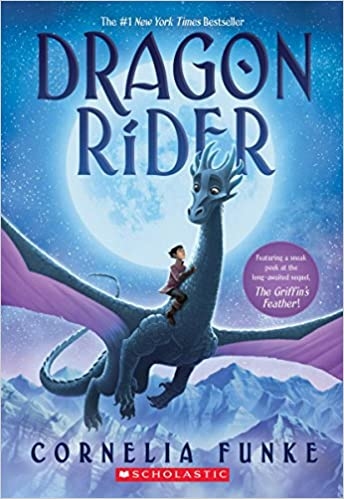 The #1 New York Times Bestseller
DRAGON
RiDER
Featuring a sneak
peek at the
long-awaited sequel,
The Griffin's
Feather!
CORNELIA FUNKE
SCHOLASTIC